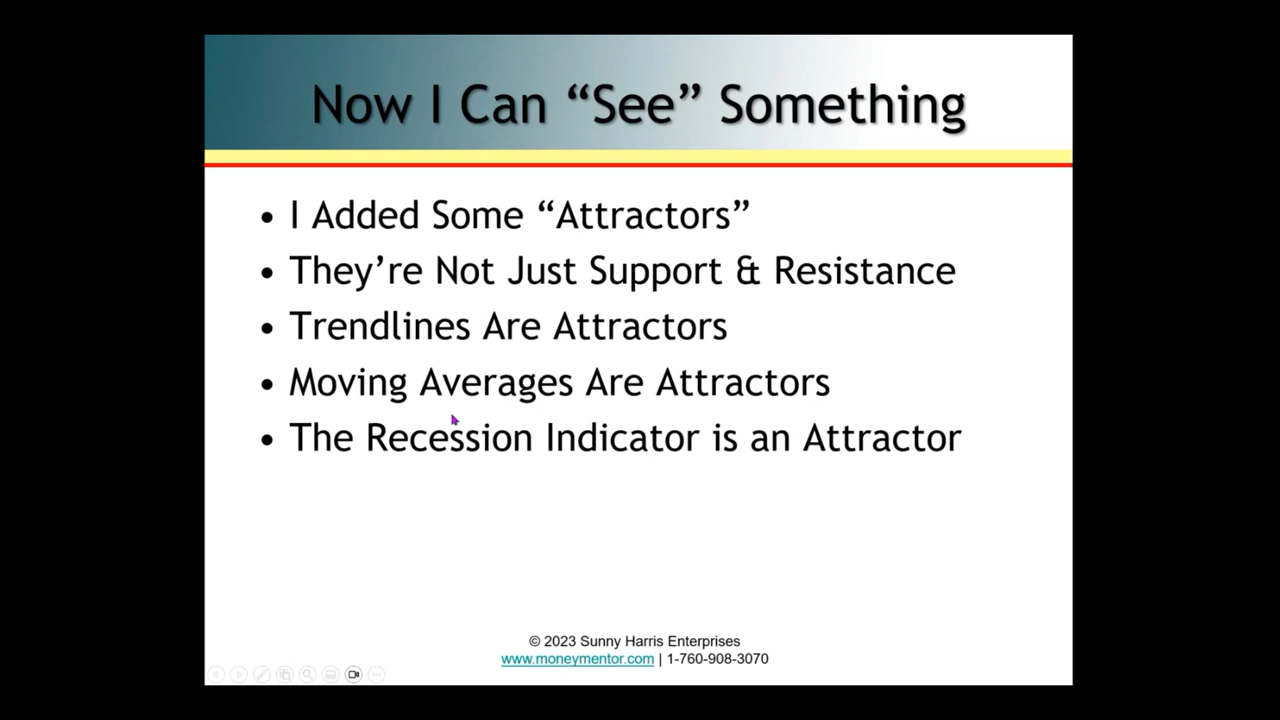 Now I Can “See” Something
• I Added Some “Attractors”
• They’re Not Just Support & Resistance
• Trendlines Are Attractors
• Moving Averages Are Attractors
• The Recession Indicator is an Attractor
© 2023 Sunny Harris Enterprises
www.moneymentor.com | 1-760-908-3070